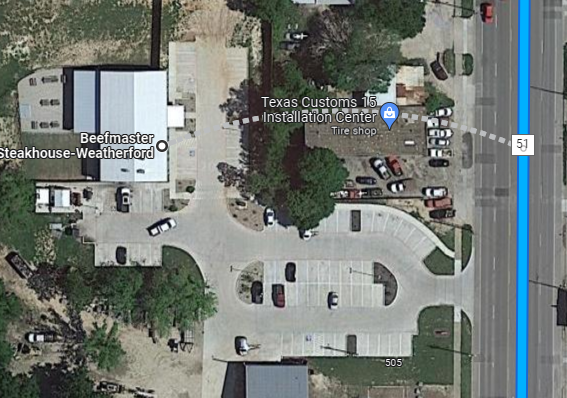 Texas Customs 15
Installation Center
Tire shop
Beefmaster
Steakhouse-Weatherford
51
505